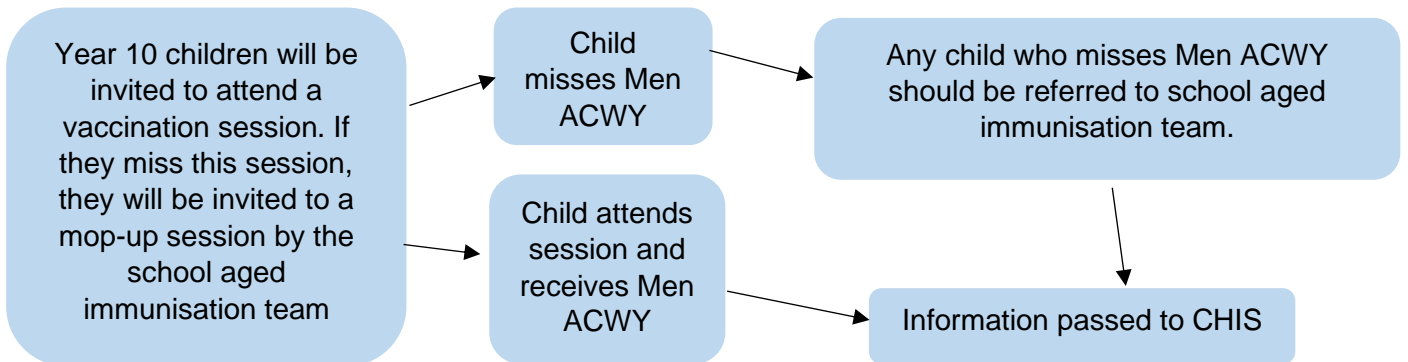 Year 10 children will be
invited to attend a
vaccination session. If
they miss this session,
they will be invited to a
mop-up session by the
school aged
immunisation team
Child
misses Men
ACWY
Any child who misses Men ACWY
should be referred to school aged
immunisation team.
Child attends
session and
receives Men
ACWY
Information passed to CHIS